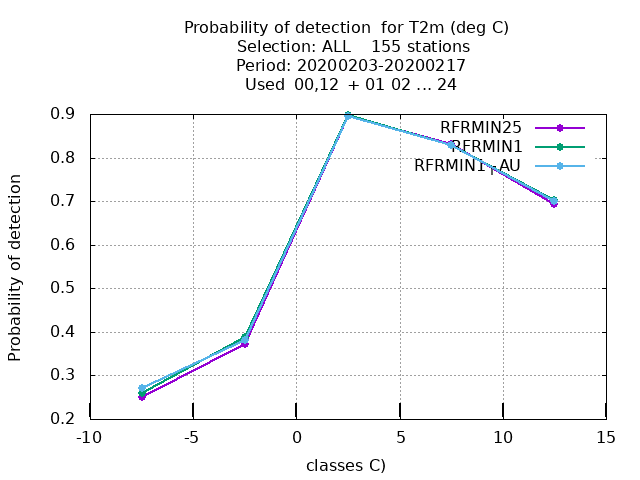 Probability of detection for T2m (deg C)
Selection: ALL 155 stations
Period: 20200203-20200217
Used 00,12 + 01 02 ... 24
Probability of detection
0.9
0.8
0.7
0.6
0.5
0.4
0.3
0.2
RFRMIN25
RFRMIN1
RFRMIN1+AU
-10
-5
0
5
10
15
classes C)